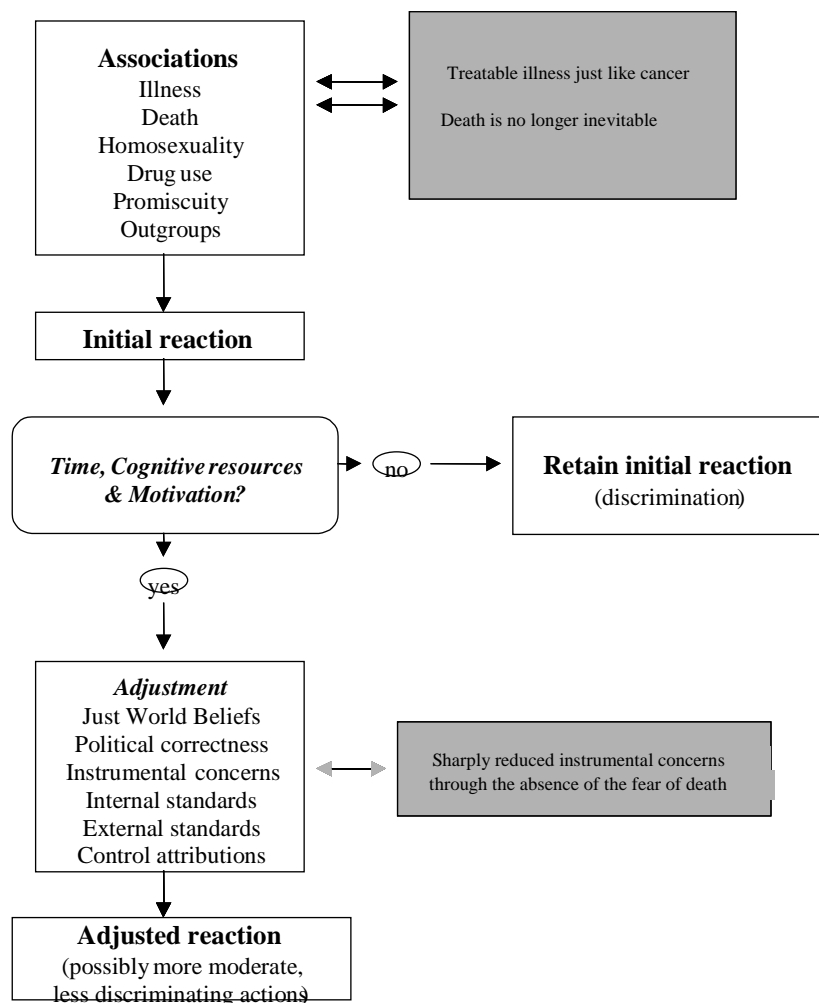 Associations
Illness
Death
Homosexuality
Drug use
Promiscuity
Outgroups
Treatable illness just like cancer
Death is no longer inevitable
Initial reaction
Time, Cognitive resources
& Motivation?
no
Retain initial reaction
(discrimination)
yes
Adjustment
Just World Beliefs
Political correctness
Instrumental concerns
Internal standards
External standards
Control attributions
Sharply reduced instrumental concerns
through the absence of the fear of death
Adjusted reaction
(possibly more moderate,
less discriminating actions)